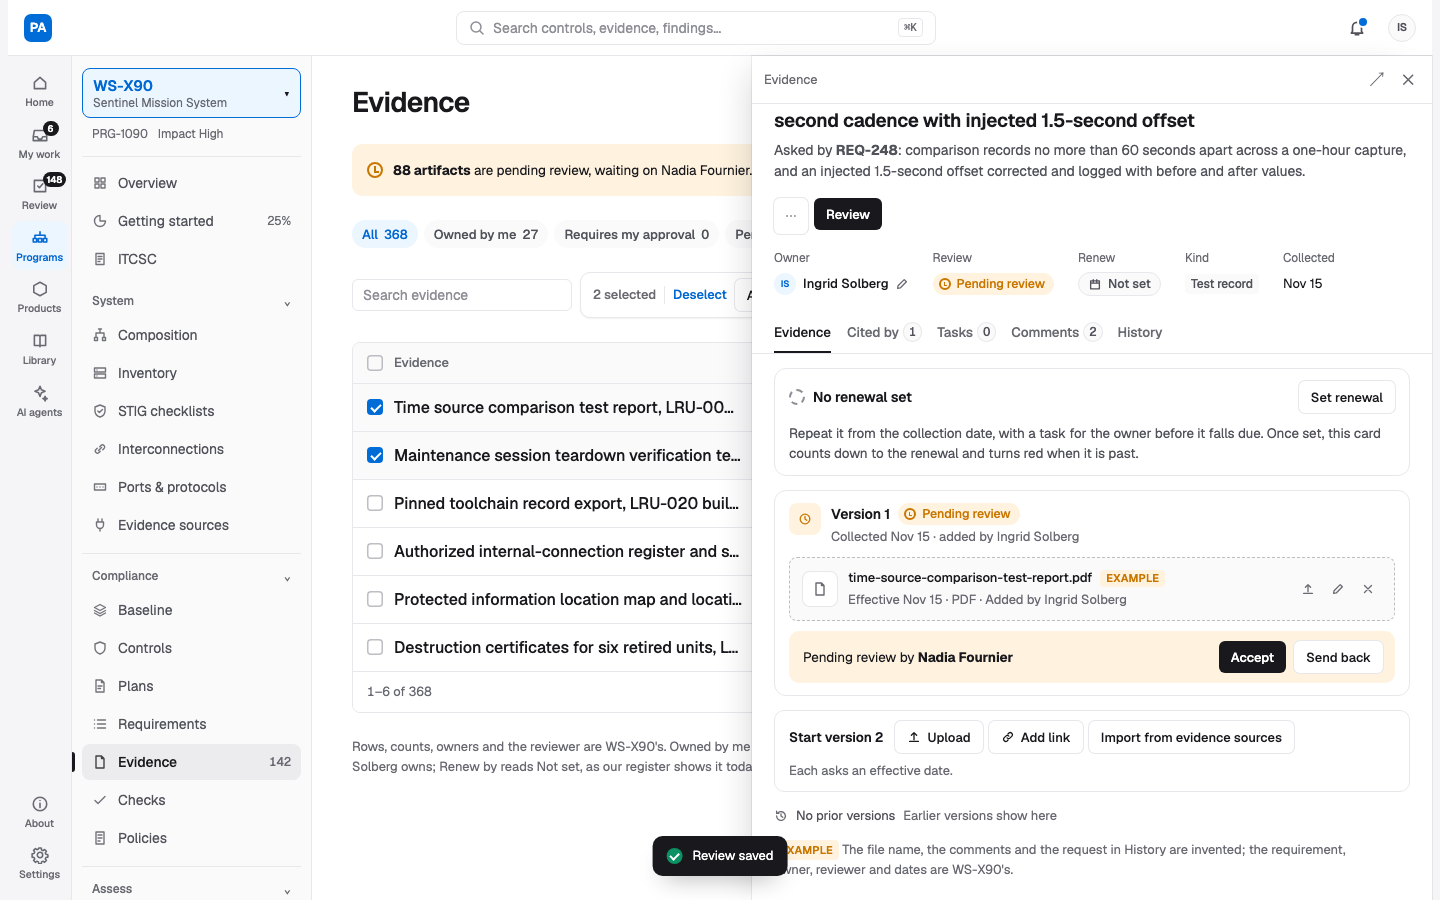 PA
Search controls, evidence, findings...
⌘K
IS
Home
6
My work
148
Review
Programs
Products
Library
AI agents
About
Settings
WS-X90
Sentinel Mission System
PRG-1090 Impact High
Overview
Getting started 25%
ITCSC
System
Composition
Inventory
STIG checklists
Interconnections
Ports & protocols
Evidence sources
Compliance
Baseline
Controls
Plans
Requirements
Evidence 142
Checks
Policies
Assess
Evidence
88 artifacts are pending review, waiting on Nadia Fournier.
All 368 Owned by me 27 Requires my approval 0
Search evidence
2 selected Deselect
Evidence
Time source comparison test report, LRU-00...
Maintenance session teardown verification te...
Pinned toolchain record export, LRU-020 buil...
Authorized internal-connection register and s...
Protected information location map and locati...
Destruction certificates for six retired units, L...
1–6 of 368
Rows, counts, owners and the reviewer are WS-X90's. Owned by me
Solberg owns; Renew by reads Not set, as our register shows it toda
Evidence
second cadence with injected 1.5-second offset
Asked by REQ-248: comparison records no more than 60 seconds apart across a one-hour capture,
and an injected 1.5-second offset corrected and logged with before and after values.
... Review
Owner Review Renew Kind Collected
IS Ingrid Solberg Pending review Not set Test record Nov 15
Evidence Cited by 1 Tasks 0 Comments 2 History
No renewal set Set renewal
Repeat it from the collection date, with a task for the owner before it falls due. Once set, this card
counts down to the renewal and turns red when it is past.
Version 1 Pending review
Collected Nov 15 · added by Ingrid Solberg
time-source-comparison-test-report.pdf EXAMPLE
Effective Nov 15 · PDF · Added by Ingrid Solberg
Pending review by Nadia Fournier Accept Send back
Start version 2 Upload Add link Import from evidence sources
Each asks an effective date.
No prior versions Earlier versions show here
XAMPLE The file name, the comments and the request in History are invented; the requirement,
wner, reviewer and dates are WS-X90's.
Review saved